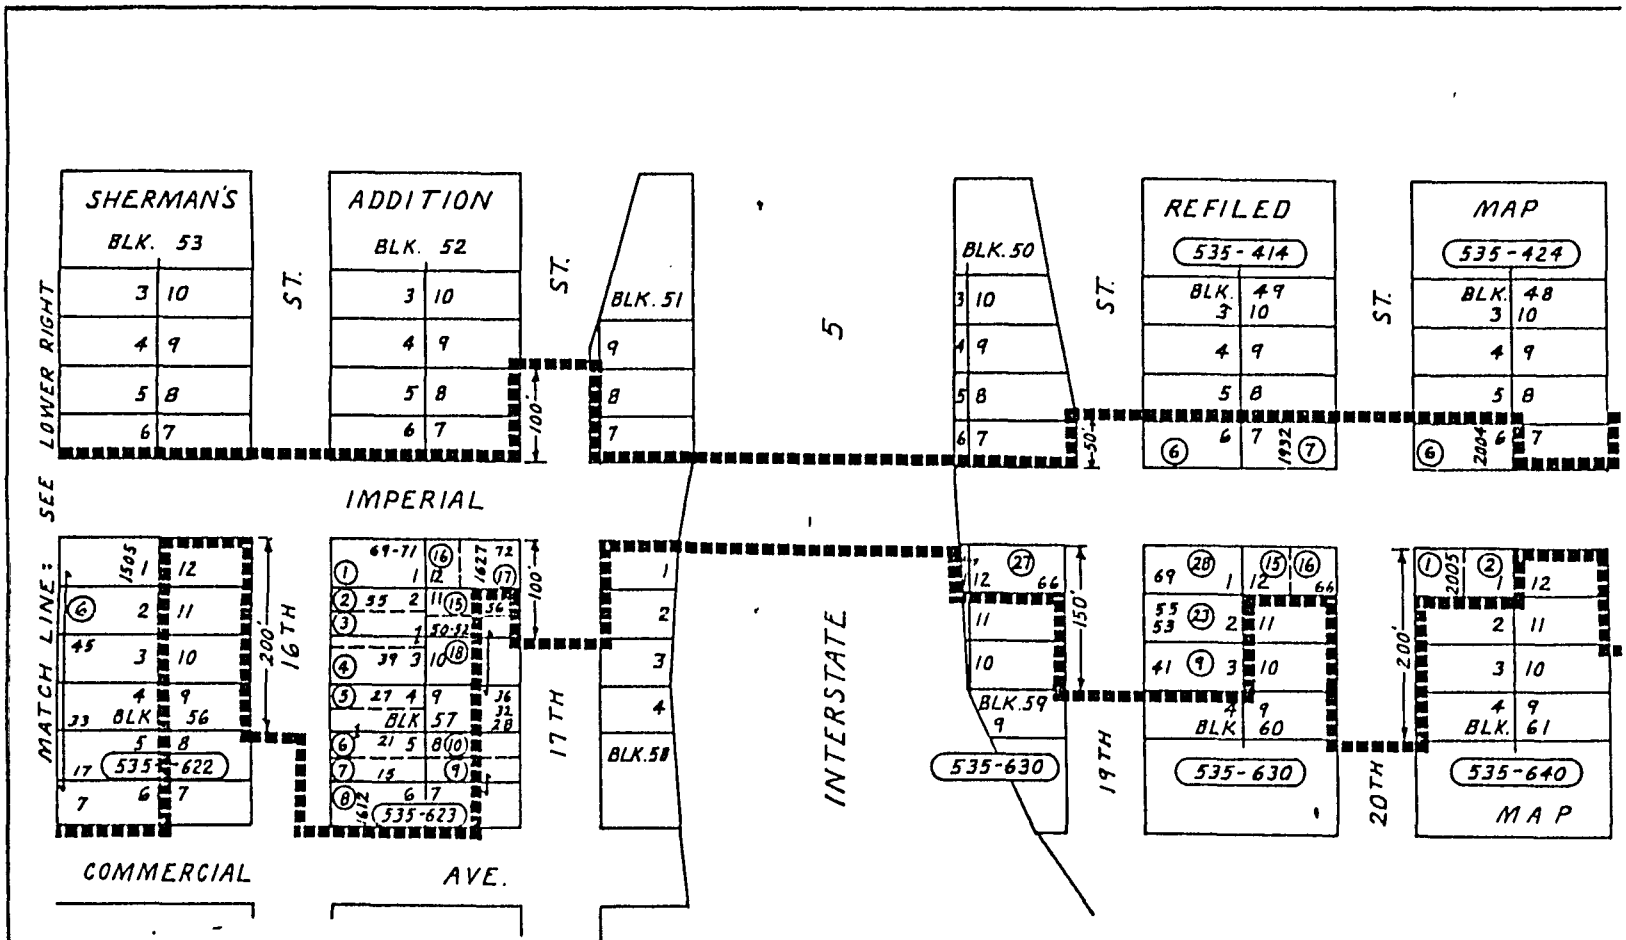 SHERMAN'S ADDITION REFILED MAP
BLK. 53
3 10
4 9
5 8
6 7
ST.
BLK. 52
3 10
4 9
5 8
6 7
ST.
100'
BLK. 51
9
8
7
5
BLK. 50
3 10
4 9
5 8
6 7
50'
ST.
535-414
BLK. 49
3 10
4 9
5 8
6 7
6 1932 7
ST.
535-424
BLK. 48
3 10
4 9
5 8
6 7
6 2004
MATCH LINE: SEE LOWER RIGHT
IMPERIAL
1505 1 12
6 2 11
45
3 10
4 9
33 BLK 56
5 8
17 535-622
7 6 7
200'
16TH
69-71 16 1627 72
1 1 12 17
2 55 2 11 15 56
3 50-52
4 39 3 10 18
5 27 4 9 36
BLK 57 32
28
6 21 5 8 10
7 15 9
8 1612 6 7
535-623
100'
17TH
1
2
3
4
BLK. 58
INTERSTATE
27
12 66
11
10
BLK. 59
9
535-630
150'
19TH
69 28 1 12 15 16 66
55
53 23 2 11
41 9 3 10
4 9
BLK 60
535-630
200'
20TH
1 2005 2 1 12
2 11
3 10
4 9
BLK. 61
535-640
MAP
COMMERCIAL AVE.